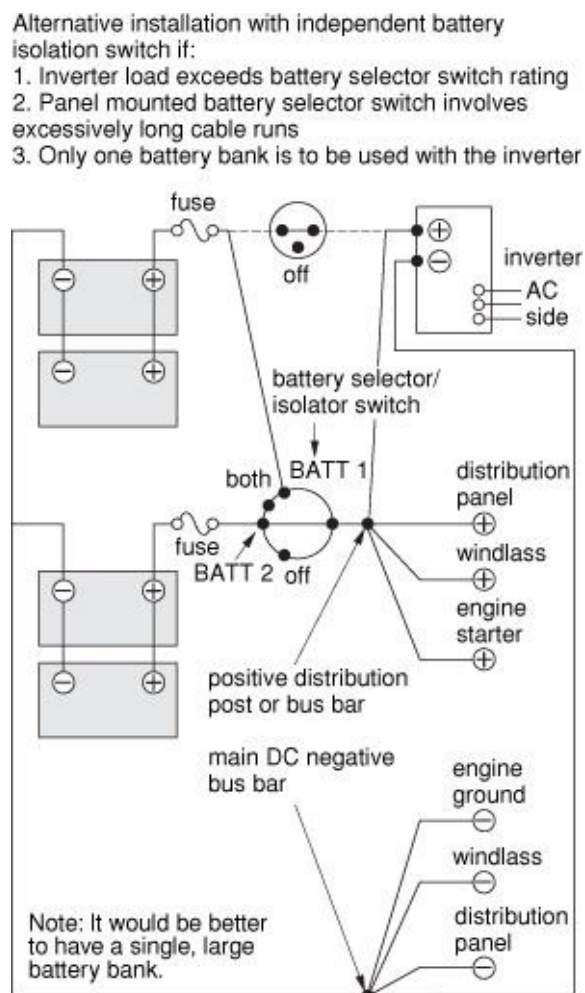 Alternative installation with independent battery
isolation switch if:
1. Inverter load exceeds battery selector switch rating
2. Panel mounted battery selector switch involves
excessively long cable runs
3. Only one battery bank is to be used with the inverter
fuse
off
inverter
AC
side
battery selector/
isolator switch
both
BATT 1
distribution
panel
fuse
BATT 2
off
windlass
engine
starter
positive distribution
post or bus bar
main DC negative
bus bar
engine
ground
windlass
distribution
panel
Note: It would be better
to have a single, large
battery bank.